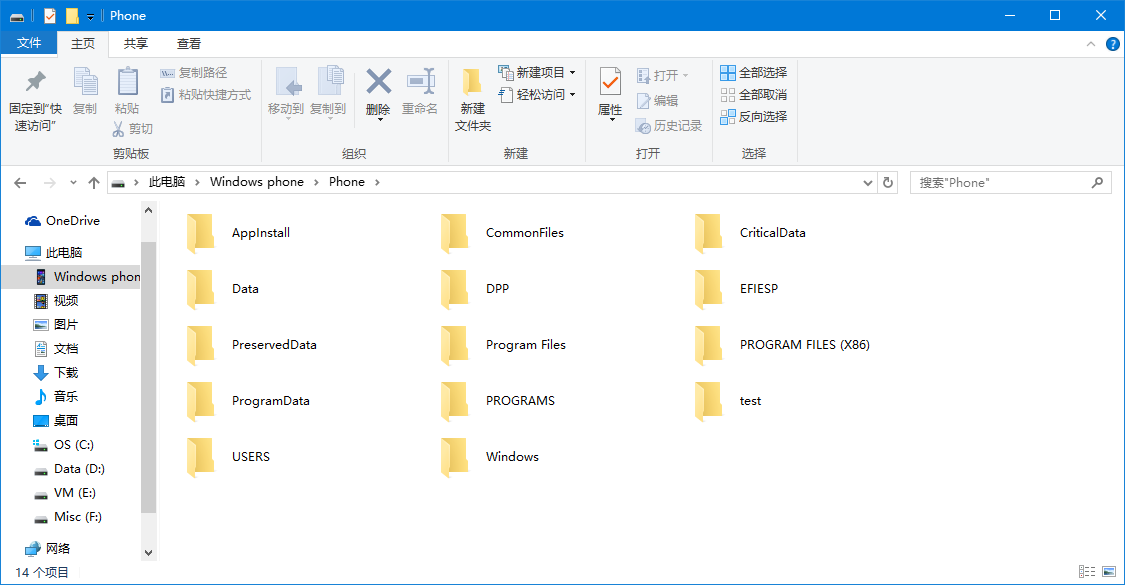 Phone
文件 主页 共享 查看
固定到"快速访问"
复制
粘贴
复制路径
粘贴快捷方式
剪切
剪贴板
移动到
复制到
删除
重命名
组织
新建
文件夹
新建项目
轻松访问
新建
属性
打开
编辑
历史记录
打开
全部选择
全部取消
反向选择
选择
此电脑 Windows phone Phone
搜索"Phone"
OneDrive
此电脑
Windows phon
视频
图片
文档
下载
音乐
桌面
OS (C:)
Data (D:)
VM (E:)
Misc (F:)
网络
AppInstall CommonFiles CriticalData
Data DPP EFIESP
PreservedData Program Files PROGRAM FILES (X86)
ProgramData PROGRAMS test
USERS Windows
14 个项目